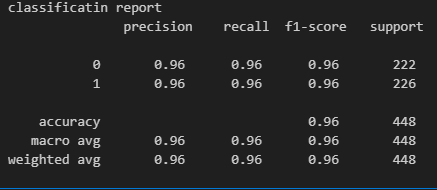 classificatin report
precision recall f1-score support
0 0.96 0.96 0.96 222
1 0.96 0.96 0.96 226
accuracy 0.96 448
macro avg 0.96 0.96 0.96 448
weighted avg 0.96 0.96 0.96 448